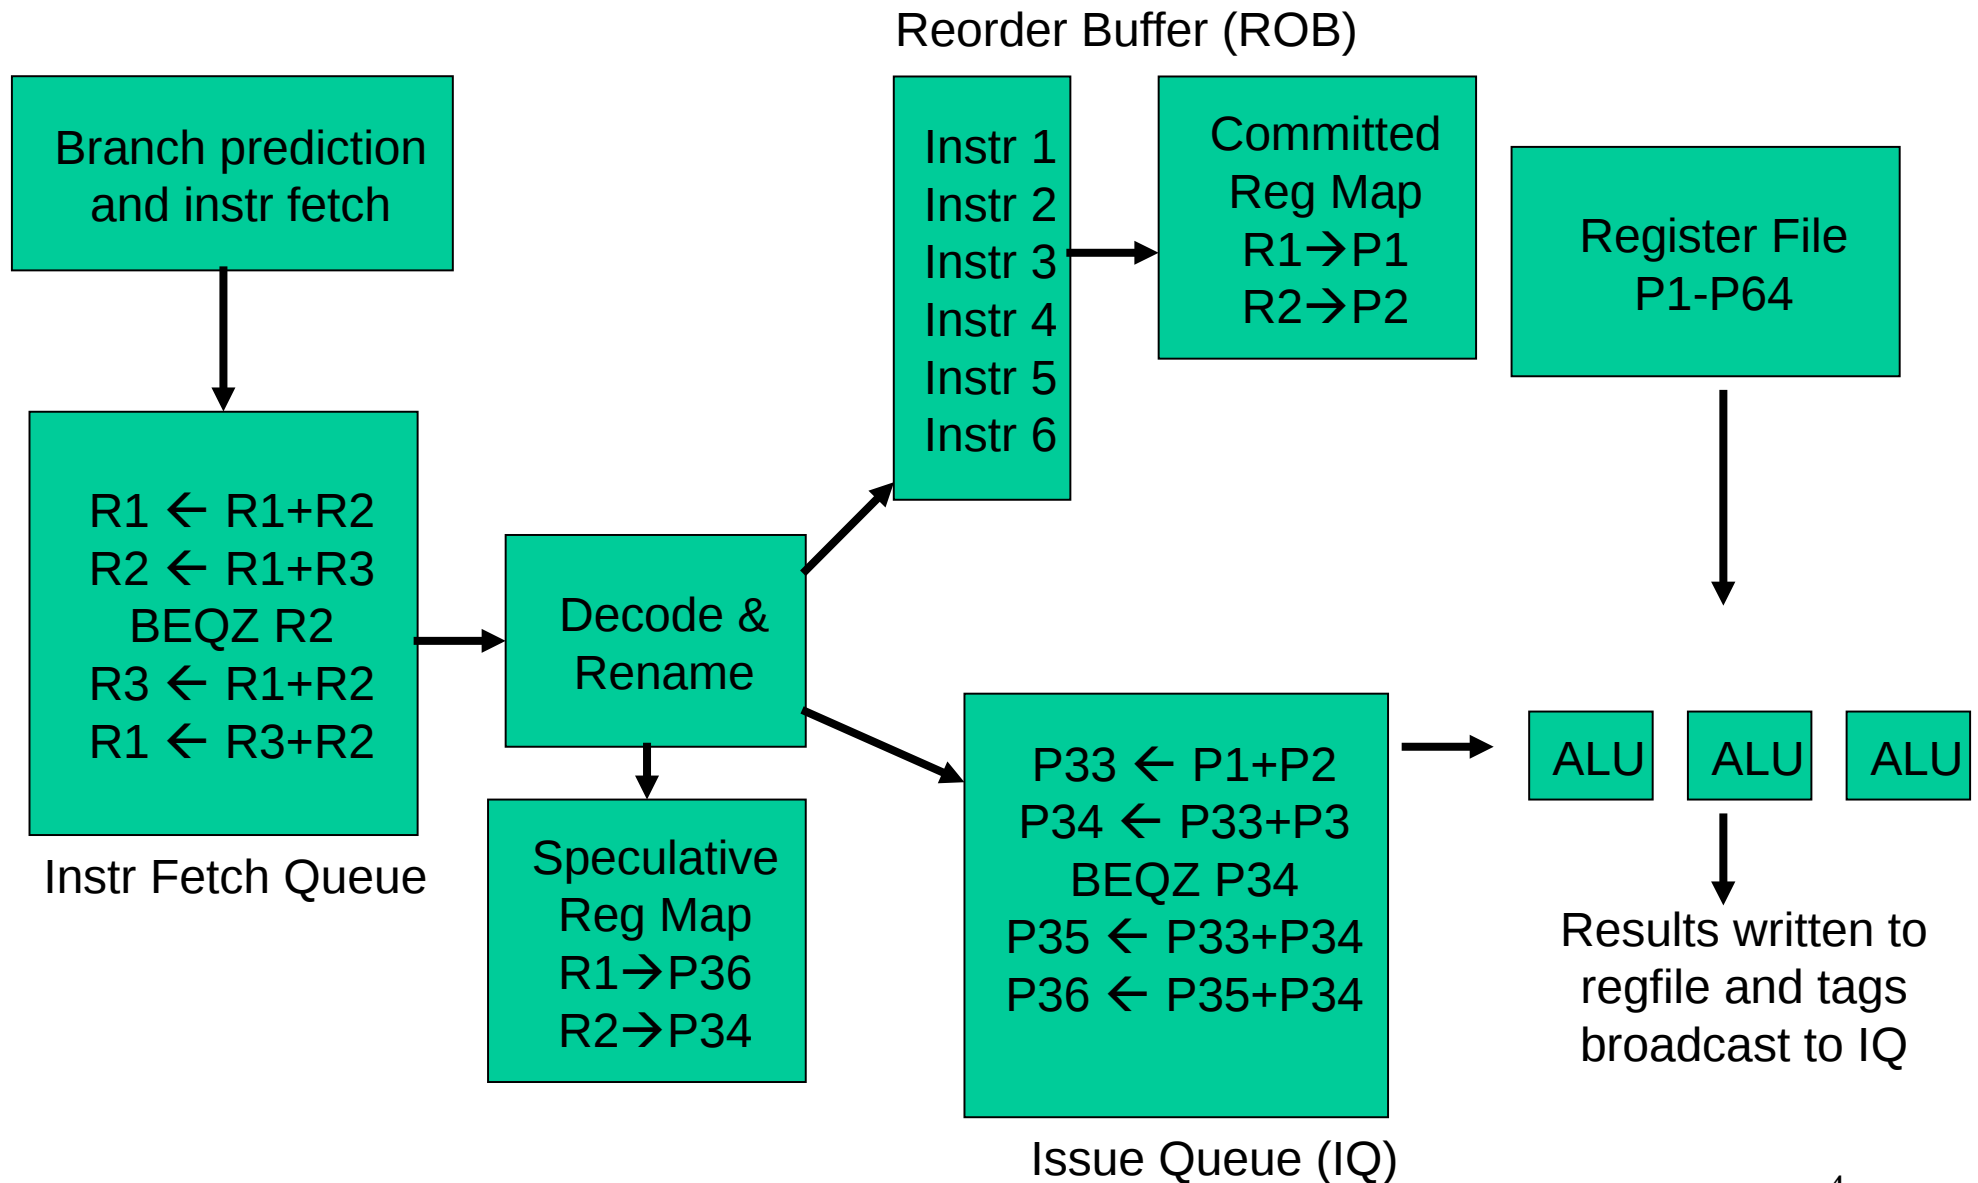 Reorder Buffer (ROB)
Branch prediction
and instr fetch
Instr 1
Instr 2
Instr 3
Instr 4
Instr 5
Instr 6
Committed
Reg Map
R1→P1
R2→P2
Register File
P1-P64
R1 ← R1+R2
R2 ← R1+R3
BEQZ R2
R3 ← R1+R2
R1 ← R3+R2
Instr Fetch Queue
Decode &
Rename
Speculative
Reg Map
R1→P36
R2→P34
P33 ← P1+P2
P34 ← P33+P3
BEQZ P34
P35 ← P33+P34
P36 ← P35+P34
Issue Queue (IQ)
ALU
ALU
ALU
Results written to
regfile and tags
broadcast to IQ